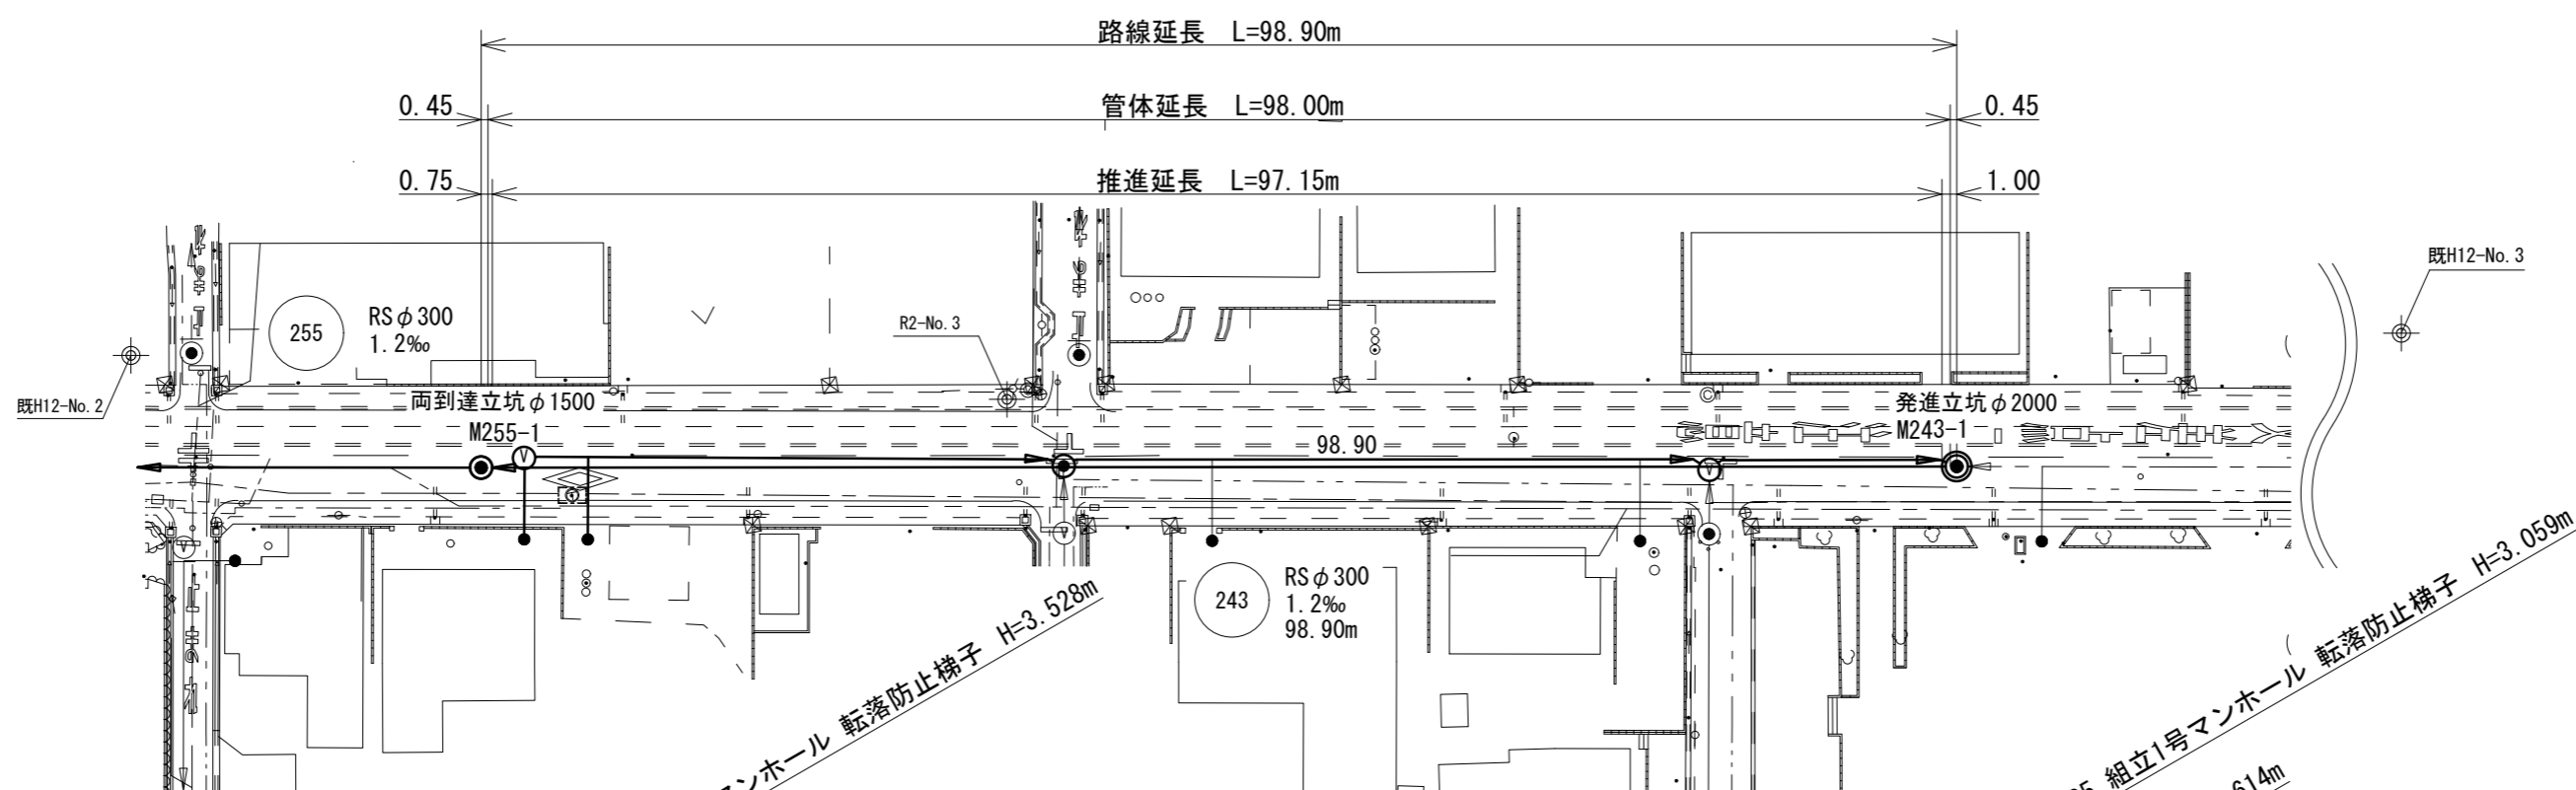 路線延長 L=98.90m
0.45
管体延長 L=98.00m
0.45
0.75
推進延長 L=97.15m
1.00
既H12-No.3
255
RSφ300
1.2‰
R2-No.3
既H12-No.2
両到達立坑φ1500
M255-1
発進立坑φ2000
M243-1
98.90
V
V
V
V
243
RSφ300
1.2‰
98.90m
マンホール 転落防止梯子 H=3.528m
組立1号マンホール 転落防止梯子 H=3.059m
614m